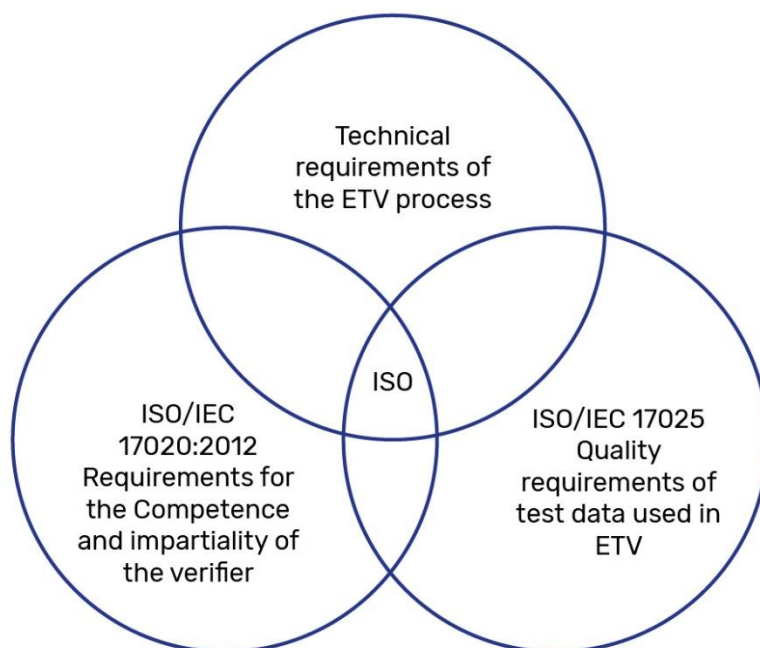 Technical
requirements of
the ETV process
ISO
ISO/IEC
17020:2012
Requirements for
the Competence
and impartiality of
the verifier
ISO/IEC 17025
Quality
requirements of
test data used in
ETV